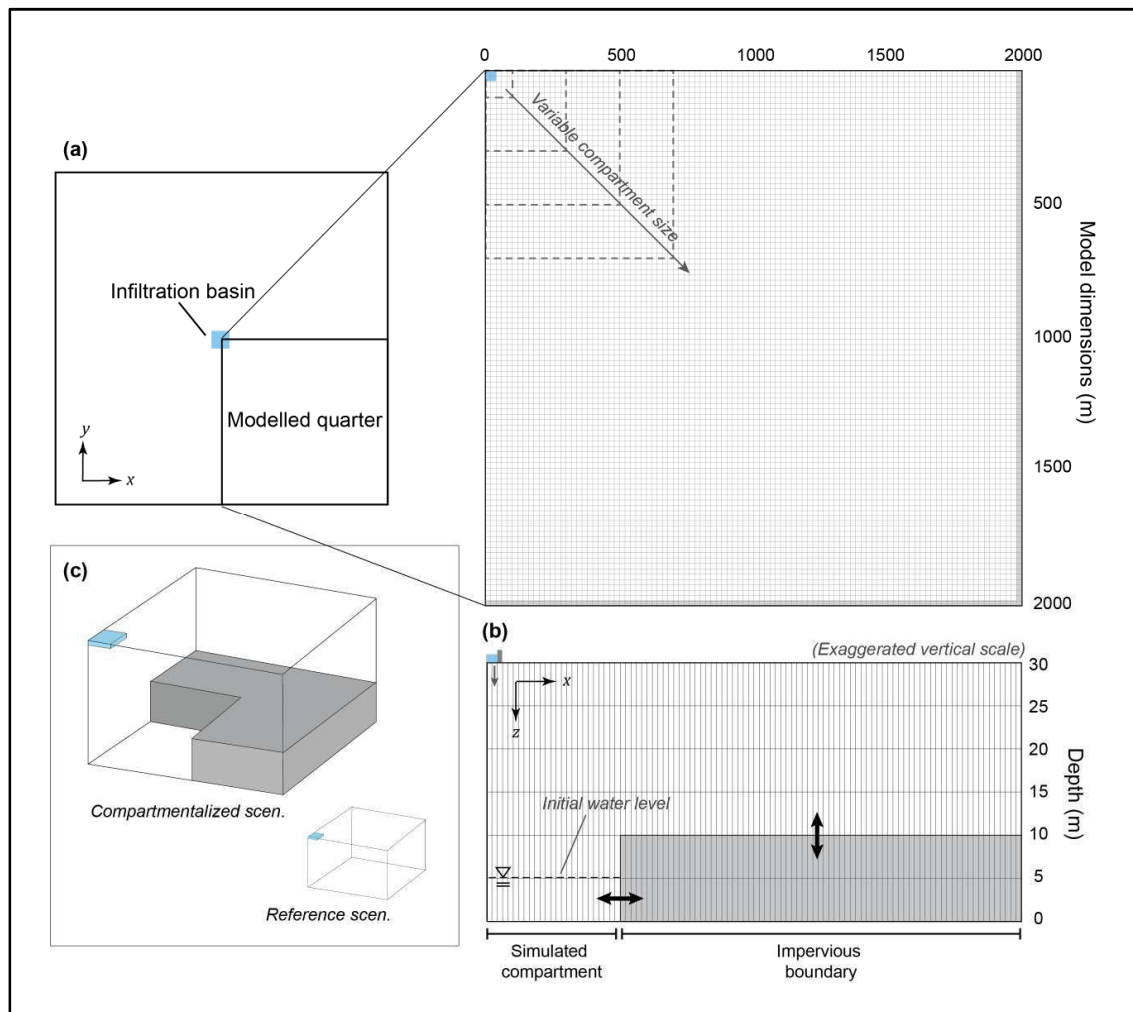 0 500 1000 1500 2000
(a)
Variable compartment size
500
Infiltration basin
1000
Model dimensions (m)
Modelled quarter
y
x
1500
2000
(c)
(b)
(Exaggerated vertical scale)
30
x
25
z
20
Depth (m)
Initial water level
15
Compartmentalized scen.
10
5
Reference scen.
0
Simulated
compartment
Impervious
boundary